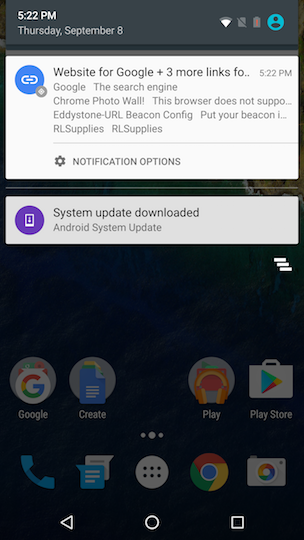 5:22 PM
Thursday, September 8
Website for Google + 3 more links fo.. 5:22 PM
Google The search engine
Chrome Photo Wall! This browser does not suppo...
Eddystone-URL Beacon Config Put your beacon i...
RLSupplies RLSupplies
NOTIFICATION OPTIONS
System update downloaded
Android System Update
Google Create Play Play Store